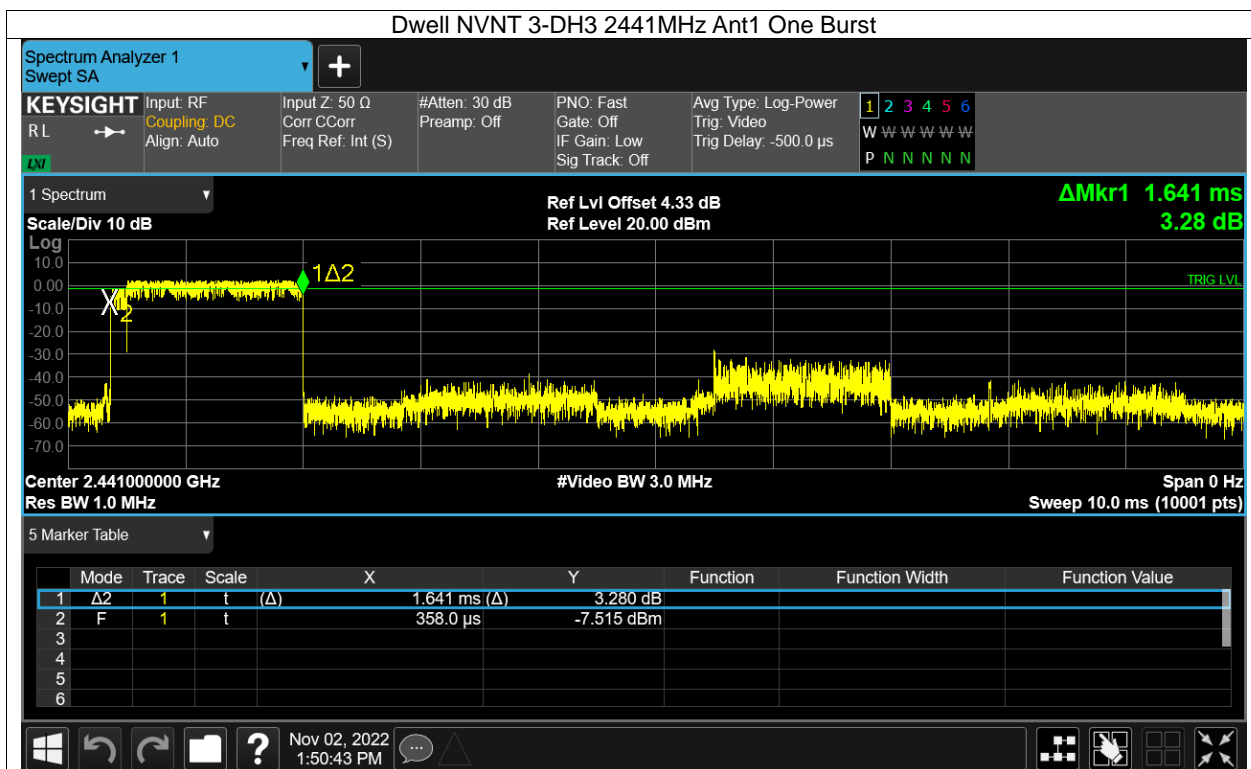 Dwell NVNT 3-DH3 2441MHz Ant1 One Burst
Spectrum Analyzer 1
Swept SA
KEYSIGHT
R L
LXI
Input: RF
Coupling: DC
Align: Auto
Input Z: 50 Ω
Corr CCorr
Freq Ref: Int (S)
#Atten: 30 dB
Preamp: Off
PNO: Fast
Gate: Off
IF Gain: Low
Sig Track: Off
Avg Type: Log-Power
Trig: Video
Trig Delay: -500.0 µs
1 2 3 4 5 6
W W W W W W
P N N N N N
1 Spectrum
Scale/Div 10 dB
Ref Lvl Offset 4.33 dB
Ref Level 20.00 dBm
ΔMkr1 1.641 ms
3.28 dB
Log
10.0
0.00
-10.0
-20.0
-30.0
-40.0
-50.0
-60.0
-70.0
1Δ2
X2
TRIG LVL
Center 2.441000000 GHz
Res BW 1.0 MHz
#Video BW 3.0 MHz
Span 0 Hz
Sweep 10.0 ms (10001 pts)
5 Marker Table
Mode Trace Scale X Y Function Function Width Function Value
1 Δ2 1 t (Δ) 1.641 ms (Δ) 3.280 dB
2 F 1 t 358.0 µs -7.515 dBm
3
4
5
6
?
Nov 02, 2022
1:50:43 PM